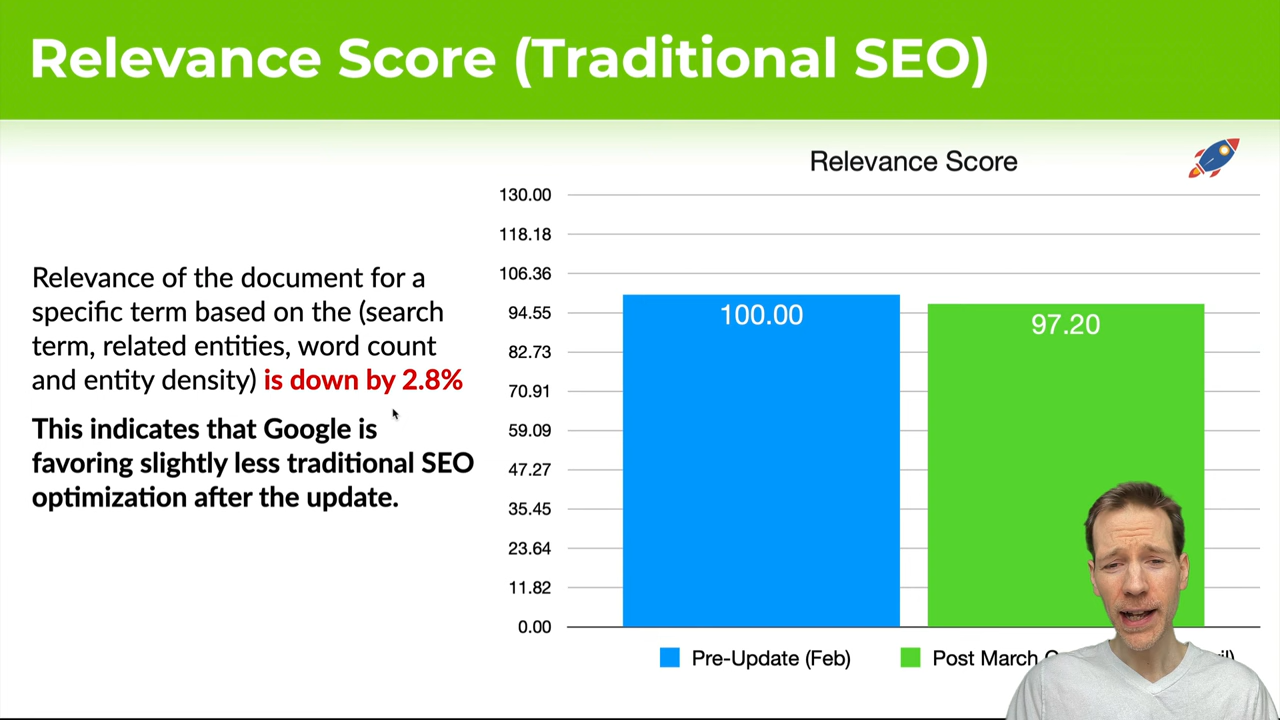 Relevance Score (Traditional SEO)
Relevance of the document for a
specific term based on the (search
term, related entities, word count
and entity density) is down by 2.8%
This indicates that Google is
favoring slightly less traditional SEO
optimization after the update.
Relevance Score
130.00
118.18
106.36
94.55
82.73
70.91
59.09
47.27
35.45
23.64
11.82
0.00
100.00
97.20
Pre-Update (Feb)
Post March